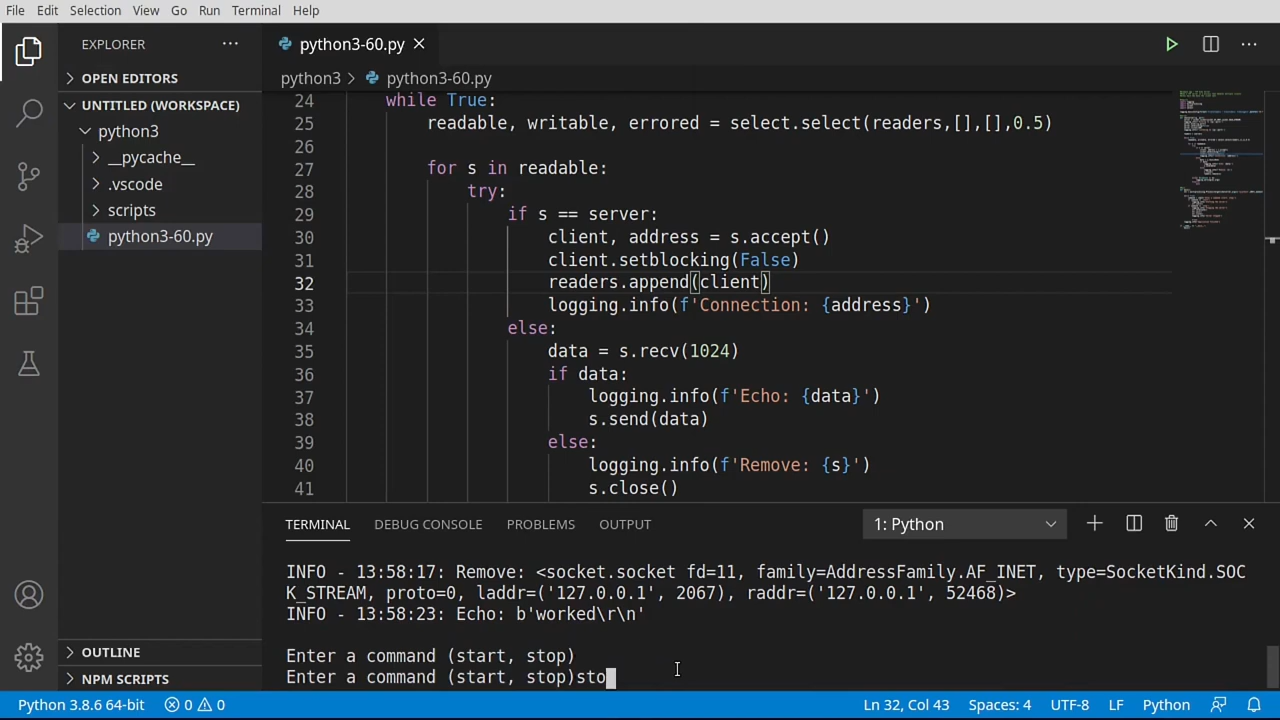 File Edit Selection View Go Run Terminal Help
EXPLORER
OPEN EDITORS
UNTITLED (WORKSPACE)
python3
__pycache__
.vscode
scripts
python3-60.py
OUTLINE
NPM SCRIPTS
python3-60.py
python3 > python3-60.py
24 while True:
25 readable, writable, errored = select.select(readers,[],[],0.5)
26
27 for s in readable:
28 try:
29 if s == server:
30 client, address = s.accept()
31 client.setblocking(False)
32 readers.append(client)
33 logging.info(f'Connection: {address}')
34 else:
35 data = s.recv(1024)
36 if data:
37 logging.info(f'Echo: {data}')
38 s.send(data)
39 else:
40 logging.info(f'Remove: {s}')
41 s.close()
TERMINAL DEBUG CONSOLE PROBLEMS OUTPUT 1: Python
INFO - 13:58:17: Remove: <socket.socket fd=11, family=AddressFamily.AF_INET, type=SocketKind.SOC
K_STREAM, proto=0, laddr=('127.0.0.1', 2067), raddr=('127.0.0.1', 52468)>
INFO - 13:58:23: Echo: b'worked\r\n'
Enter a command (start, stop)
Enter a command (start, stop)sto
Python 3.8.6 64-bit 0 0 Ln 32, Col 43 Spaces: 4 UTF-8 LF Python